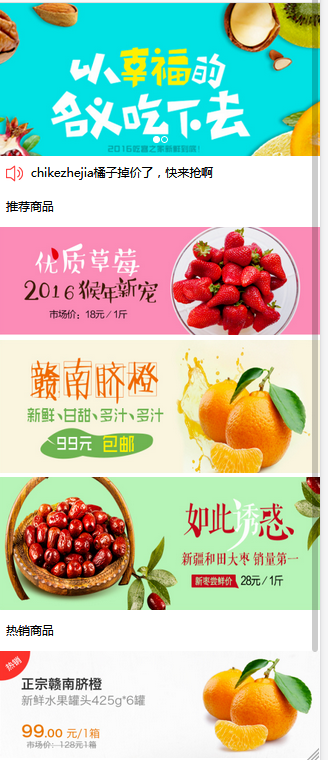 从幸福的
名义吃下去
2016吃喜之果新鲜到底！
chikezhejia橘子掉价了，快来抢啊
推荐商品
优质草莓
2016猴年新宠
市场价：18元/1斤
赣南脐橙
新鲜、甘甜、多汁、多汁
99元 包邮
如此诱惑、
新疆和田大枣 销量第一
新枣尝鲜价 28元/1斤
热销商品
热销
正宗赣南脐橙
新鲜水果罐头425g*6罐
99.00 元/1箱
市场价：128元1箱